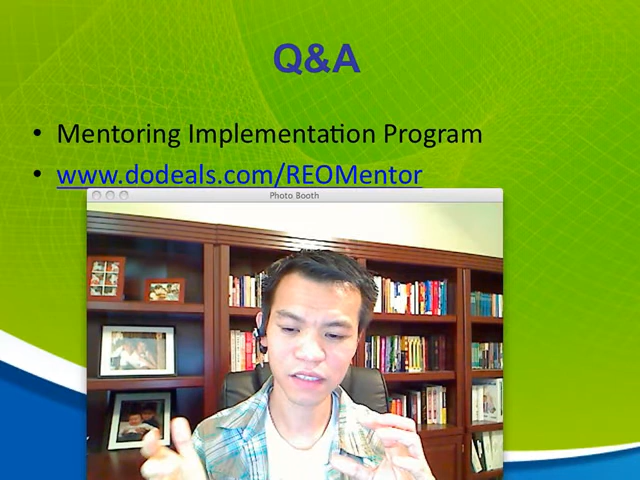 Q&A
• Mentoring Implementation Program
• www.dodeals.com/REOMentor
Photo Booth